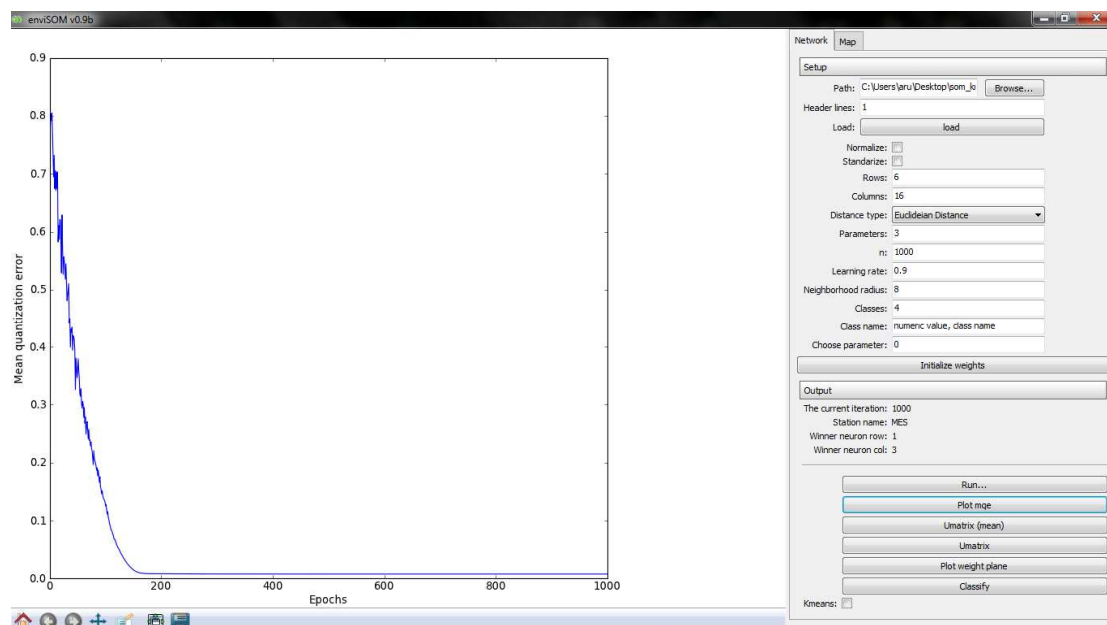 enviSOM v0.9b
0.9
0.8
0.7
0.6
0.5
0.4
0.3
0.2
0.1
0.0
Mean quantization error
0 200 400 600 800 1000
Epochs
Network Map
Setup
Path: C:\Users\aru\Desktop\som_k Browse...
Header lines: 1
Load: load
Normalize:
Standarize:
Rows: 6
Columns: 16
Distance type: Euclideian Distance
Parameters: 3
n: 1000
Learning rate: 0.9
Neighborhood radius: 8
Classes: 4
Class name: numeric value, class name
Choose parameter: 0
Initialize weights
Output
The current iteration: 1000
Station name: MES
Winner neuron row: 1
Winner neuron col: 3
Run...
Plot mqe
Umatrix (mean)
Umatrix
Plot weight plane
Classify
Kmeans: